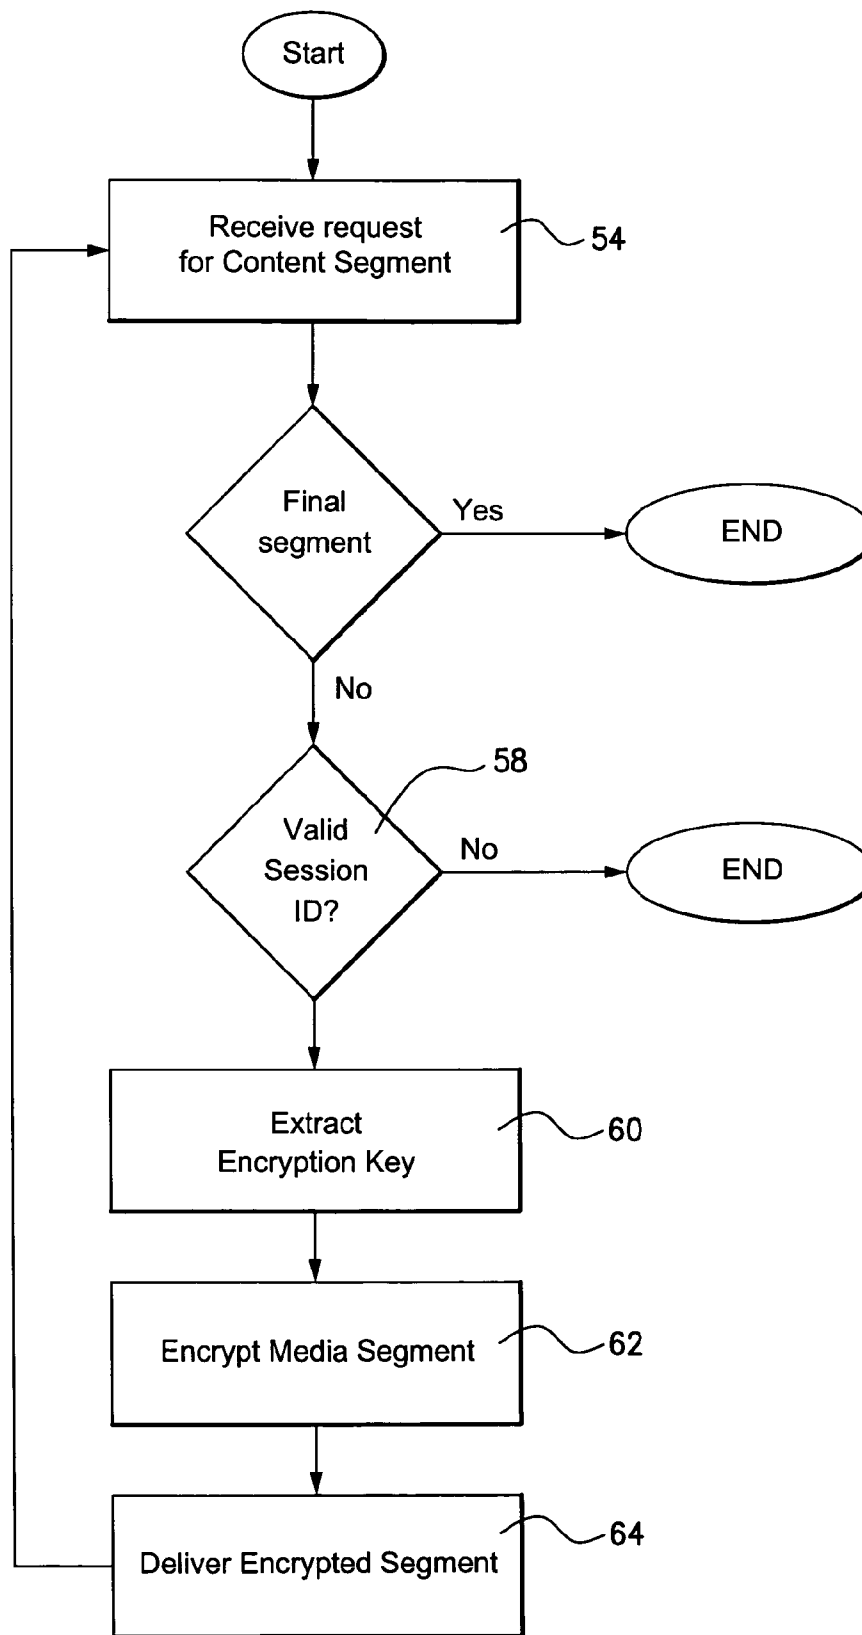 Start
Receive request
for Content Segment
54
Final
segment
Yes
END
No
58
Valid
Session
ID?
No
END
Extract
Encryption Key
60
Encrypt Media Segment
62
Deliver Encrypted Segment
64